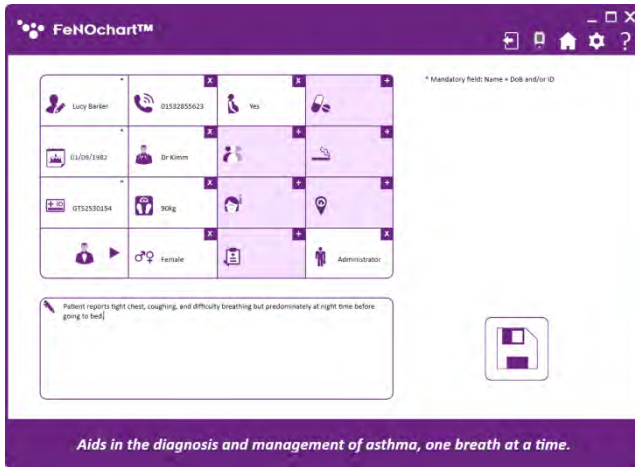 FeNOchart™
?
* Mandatory field: Name + DoB and/or ID
* Lucy Barker
X 01532855623
X Yes
+
* 01/09/1982
X Dr Kimm
+
+
* + ID GTS2530154
X 90kg
+
+
X Female
+
X Administrator
Patient reports tight chest, coughing, and difficulty breathing but predominately at night time before
going to bed.
Aids in the diagnosis and management of asthma, one breath at a time.